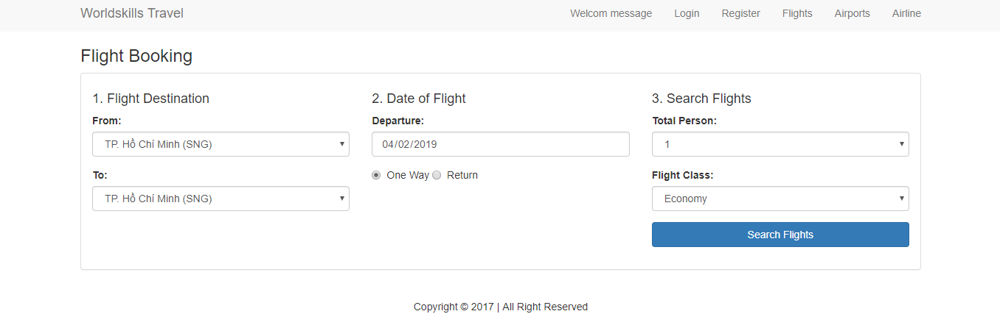 Worldskills Travel
Welcom message Login Register Flights Airports Airline
Flight Booking
1. Flight Destination
From:
TP. Hồ Chí Minh (SNG)
To:
TP. Hồ Chí Minh (SNG)
2. Date of Flight
Departure:
04/02/2019
One Way Return
3. Search Flights
Total Person:
1
Flight Class:
Economy
Search Flights
Copyright © 2017 | All Right Reserved